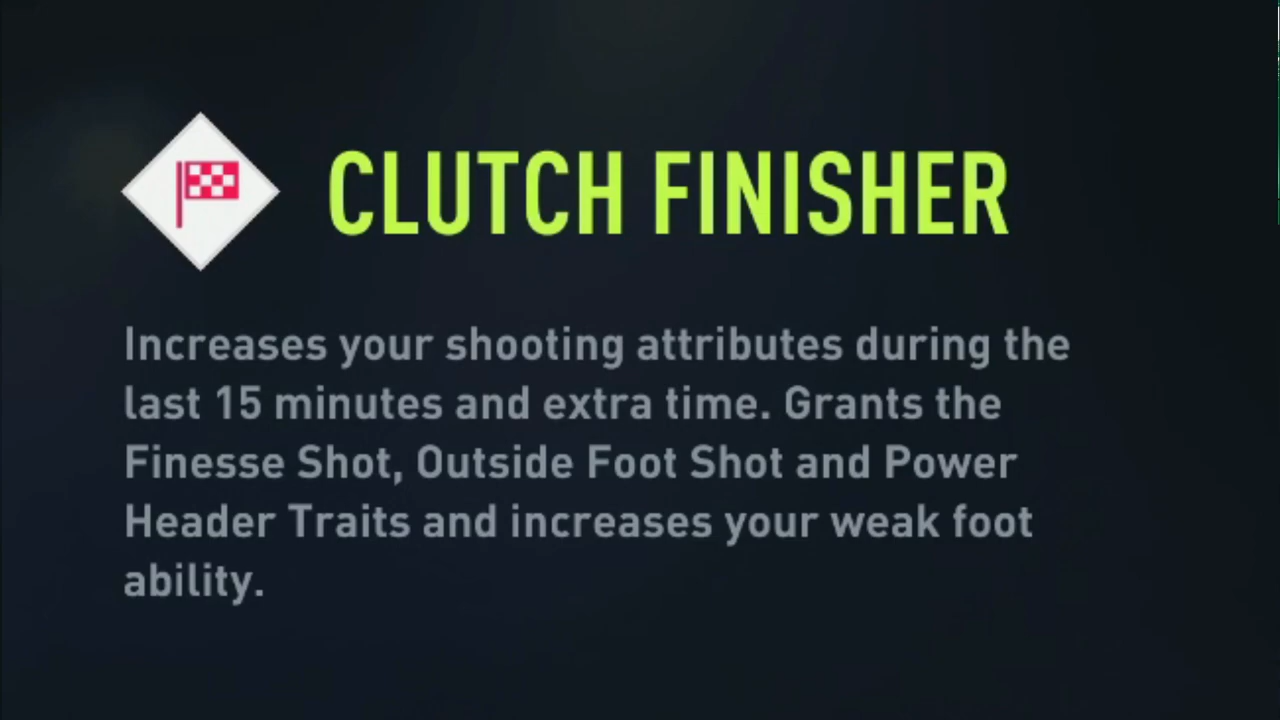 CLUTCH FINISHER
Increases your shooting attributes during the
last 15 minutes and extra time. Grants the
Finesse Shot, Outside Foot Shot and Power
Header Traits and increases your weak foot
ability.